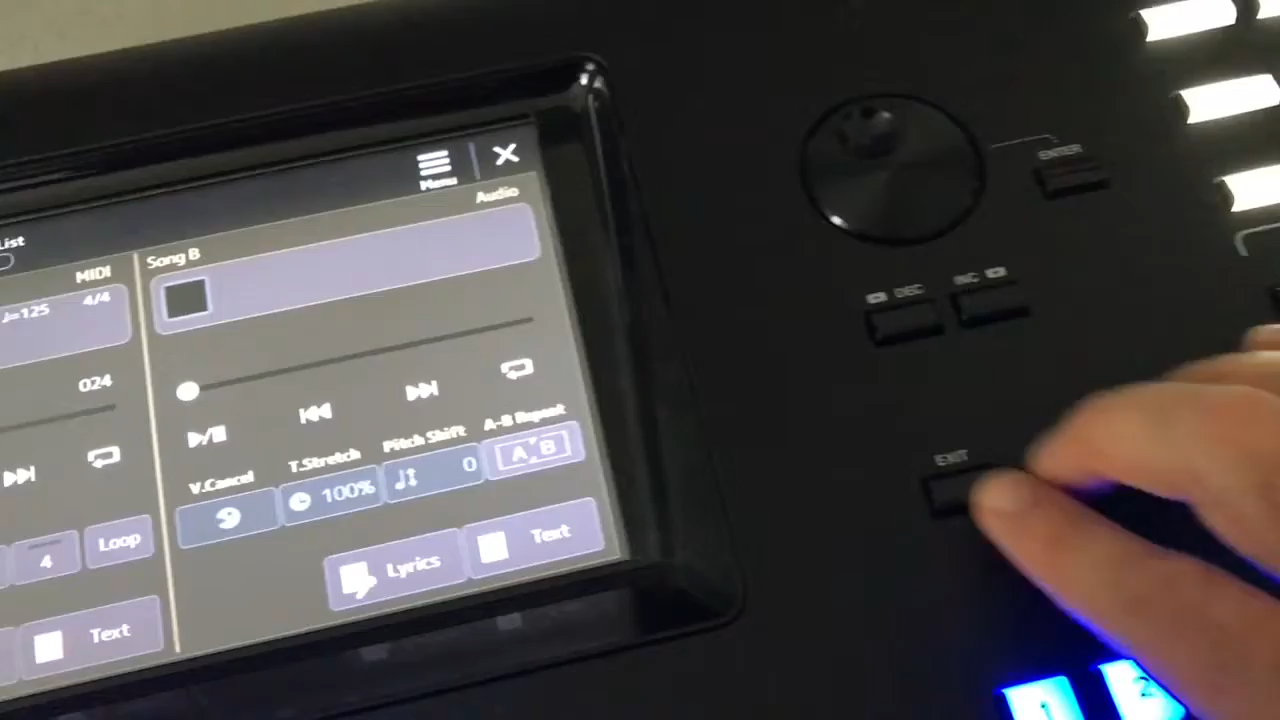 List
Menu
Audio
MIDI
Song B
♩=125 4/4
024
V.Cancel
T.Stretch
Pitch Shift
A-B Repeat
100%
0
A B
4
Loop
Lyrics
Text
Text
ENTER
DEC
INC
EXIT
1
2